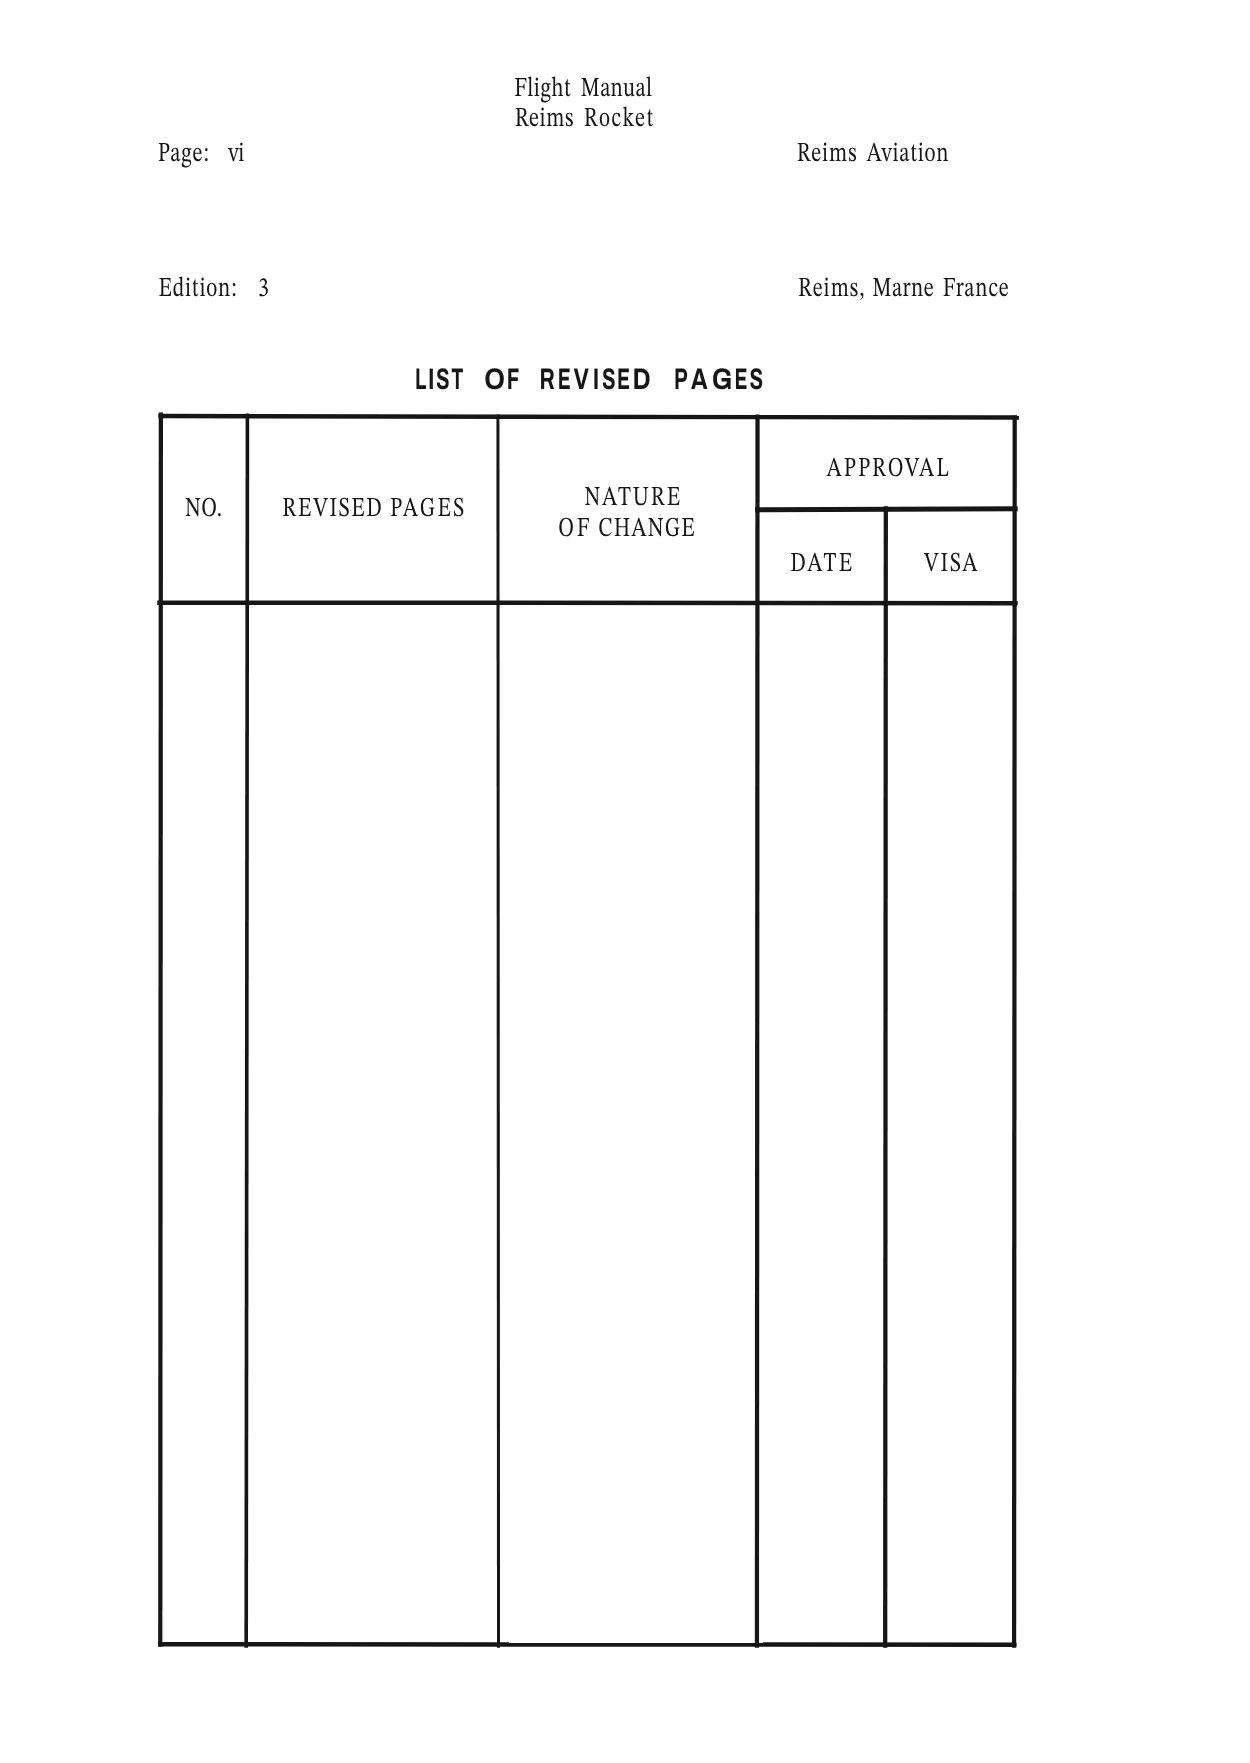 Flight Manual
Reims Rocket
Page: vi Reims Aviation
Edition: 3 Reims, Marne France
LIST OF REVISED PAGES
NO. REVISED PAGES
NATURE
OF CHANGE
APPROVAL
DATE VISA